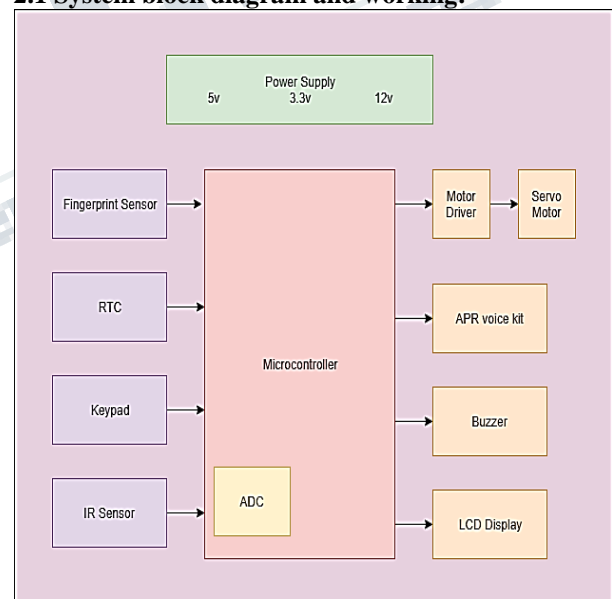 2.1 System block diagram and working:
Power Supply
5v 3.3v 12v
Fingerprint Sensor
RTC
Keypad
IR Sensor
Microcontroller
ADC
Motor
Driver
Servo
Motor
APR voice kit
Buzzer
LCD Display